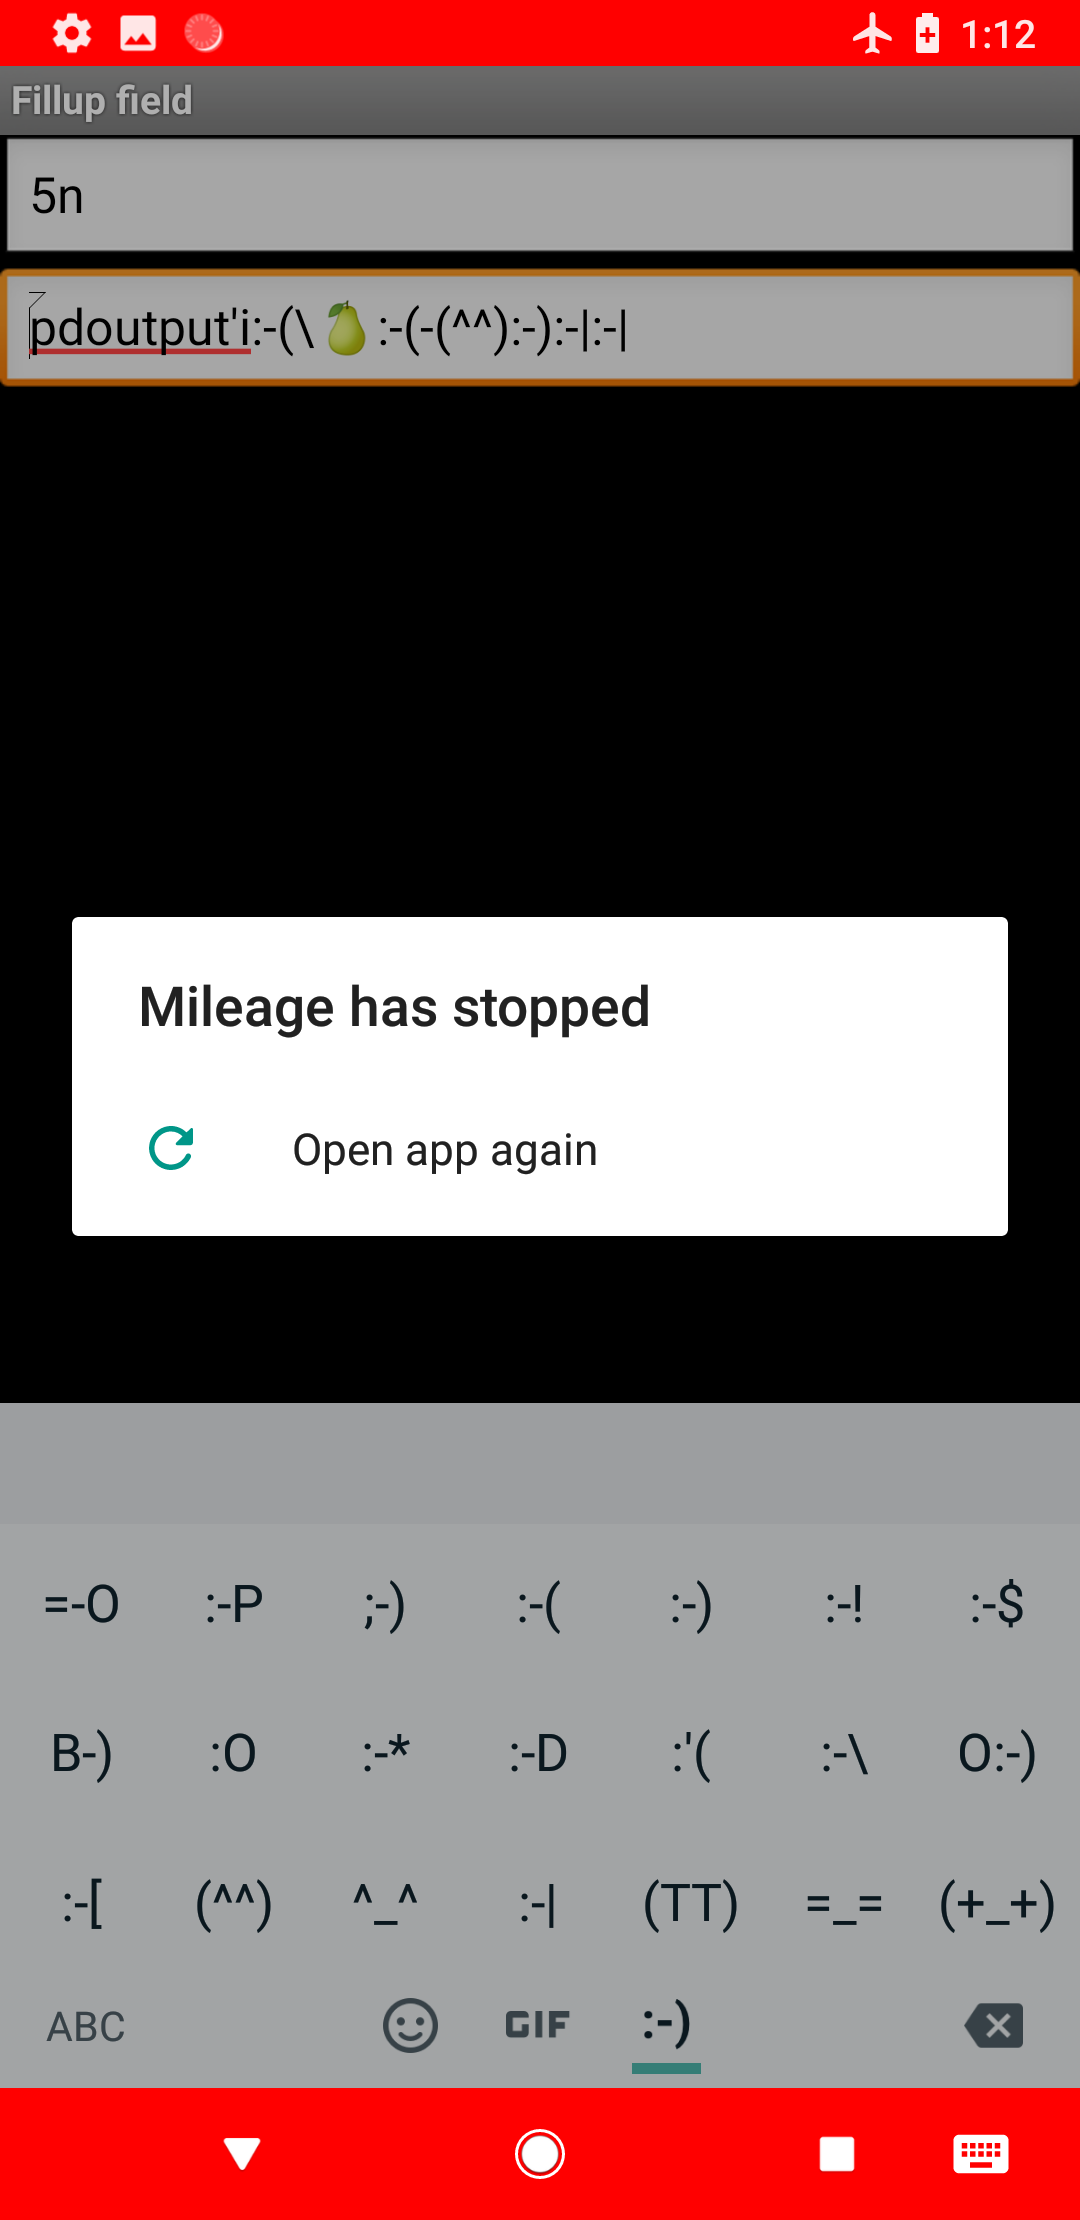 1:12
Fillup field
5n
pdoutput'i:-(\🍐:-(-(^^):-):-|:-|
Mileage has stopped
Open app again
=-O :-P ;-) :-( :-) :-! :-$
B-) :O :-* :-D :'( :-\ O:-)
:-[ (^^) ^_^ :-| (TT) =_= (+_+)
ABC GIF :-)